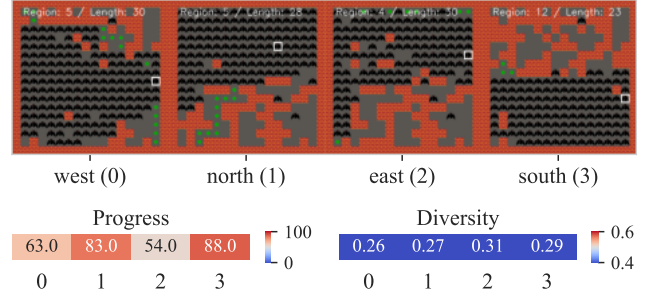 Region: 5 / Length: 30
Region: 5 / Length: 28
Region: 4 / Length: 30
Region: 12 / Length: 23
west (0)
north (1)
east (2)
south (3)
Progress
Diversity
63.0 83.0 54.0 88.0
100
0
0.26 0.27 0.31 0.29
0.6
0.4
0 1 2 3
0 1 2 3